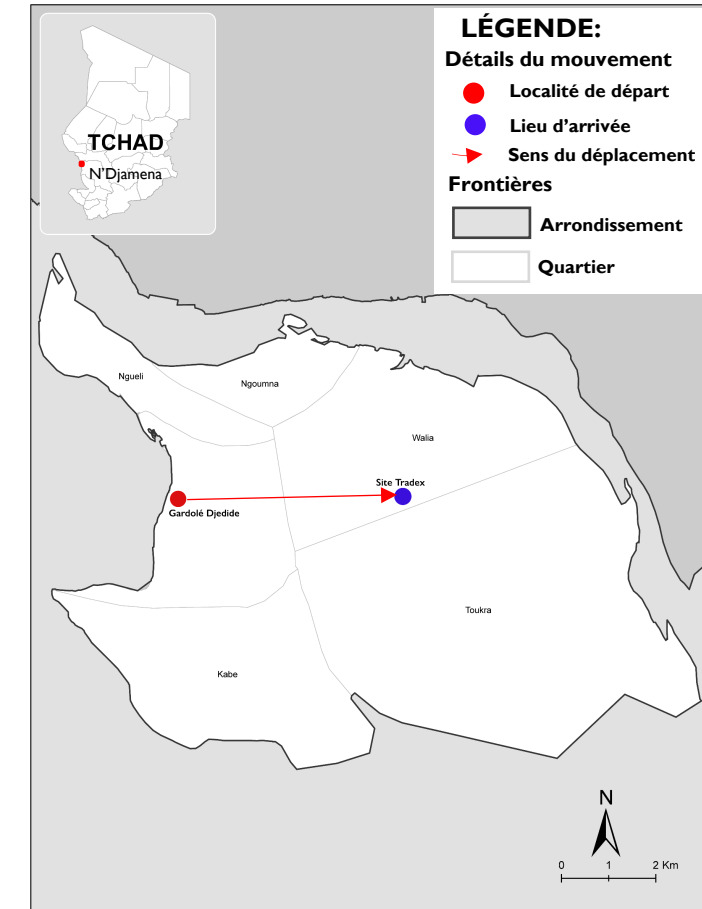 TCHAD
N'Djamena
LÉGENDE:
Détails du mouvement
Localité de départ
Lieu d'arrivée
Sens du déplacement
Frontières
Arrondissement
Quartier
Ngueli
Ngoumna
Walia
Site Tradex
Gardolé Djedide
Toukra
Kabe
N
0 1 2 Km